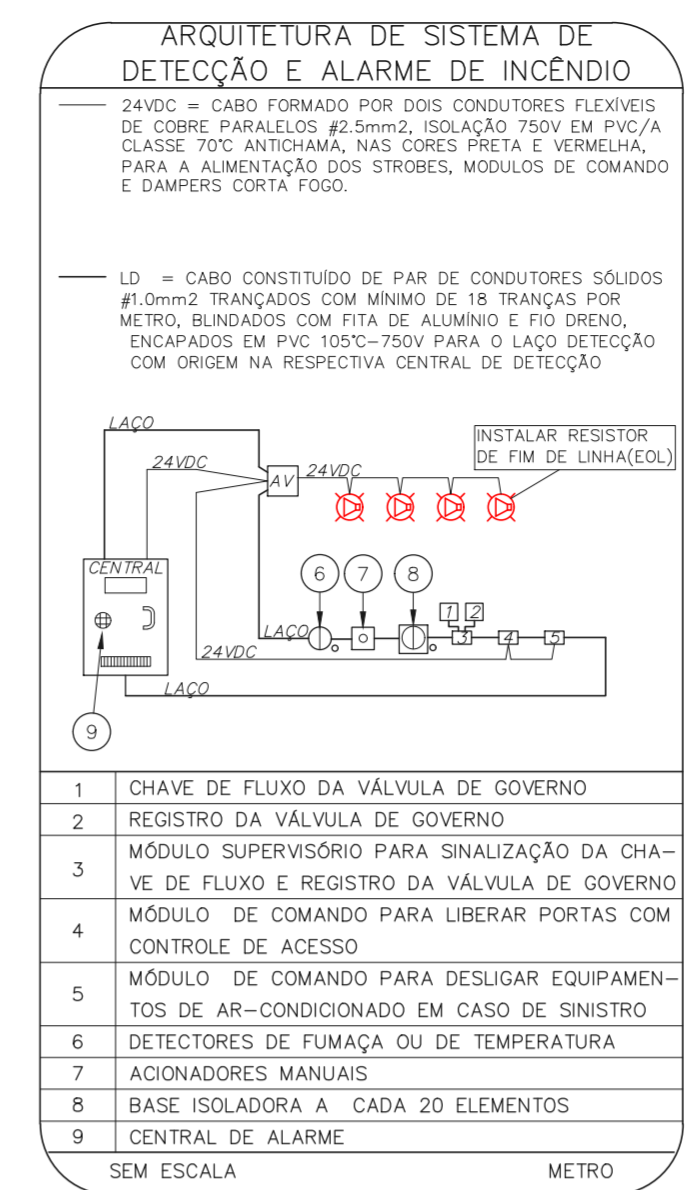 ARQUITETURA DE SISTEMA DE
DETECÇÃO E ALARME DE INCÊNDIO
24VDC = CABO FORMADO POR DOIS CONDUTORES FLEXÍVEIS
DE COBRE PARALELOS #2.5mm2, ISOLAÇÃO 750V EM PVC/A
CLASSE 70°C ANTICHAMA, NAS CORES PRETA E VERMELHA,
PARA A ALIMENTAÇÃO DOS STROBES, MODULOS DE COMANDO
E DAMPERS CORTA FOGO.
LD = CABO CONSTITUÍDO DE PAR DE CONDUTORES SÓLIDOS
#1.0mm2 TRANÇADOS COM MÍNIMO DE 18 TRANÇAS POR
METRO, BLINDADOS COM FITA DE ALUMÍNIO E FIO DRENO,
ENCAPADOS EM PVC 105°C-750V PARA O LAÇO DETECÇÃO
COM ORIGEM NA RESPECTIVA CENTRAL DE DETECÇÃO
LAÇO
INSTALAR RESISTOR
DE FIM DE LINHA(EOL)
24VDC
AV
24VDC
CENTRAL
6
7
8
1
2
LAÇO
3
4
5
24VDC
LAÇO
9
1 CHAVE DE FLUXO DA VÁLVULA DE GOVERNO
2 REGISTRO DA VÁLVULA DE GOVERNO
3 MÓDULO SUPERVISÓRIO PARA SINALIZAÇÃO DA CHA-
VE DE FLUXO E REGISTRO DA VÁLVULA DE GOVERNO
4 MÓDULO DE COMANDO PARA LIBERAR PORTAS COM
CONTROLE DE ACESSO
5 MÓDULO DE COMANDO PARA DESLIGAR EQUIPAMEN-
TOS DE AR-CONDICIONADO EM CASO DE SINISTRO
6 DETECTORES DE FUMAÇA OU DE TEMPERATURA
7 ACIONADORES MANUAIS
8 BASE ISOLADORA A CADA 20 ELEMENTOS
9 CENTRAL DE ALARME
SEM ESCALA METRO